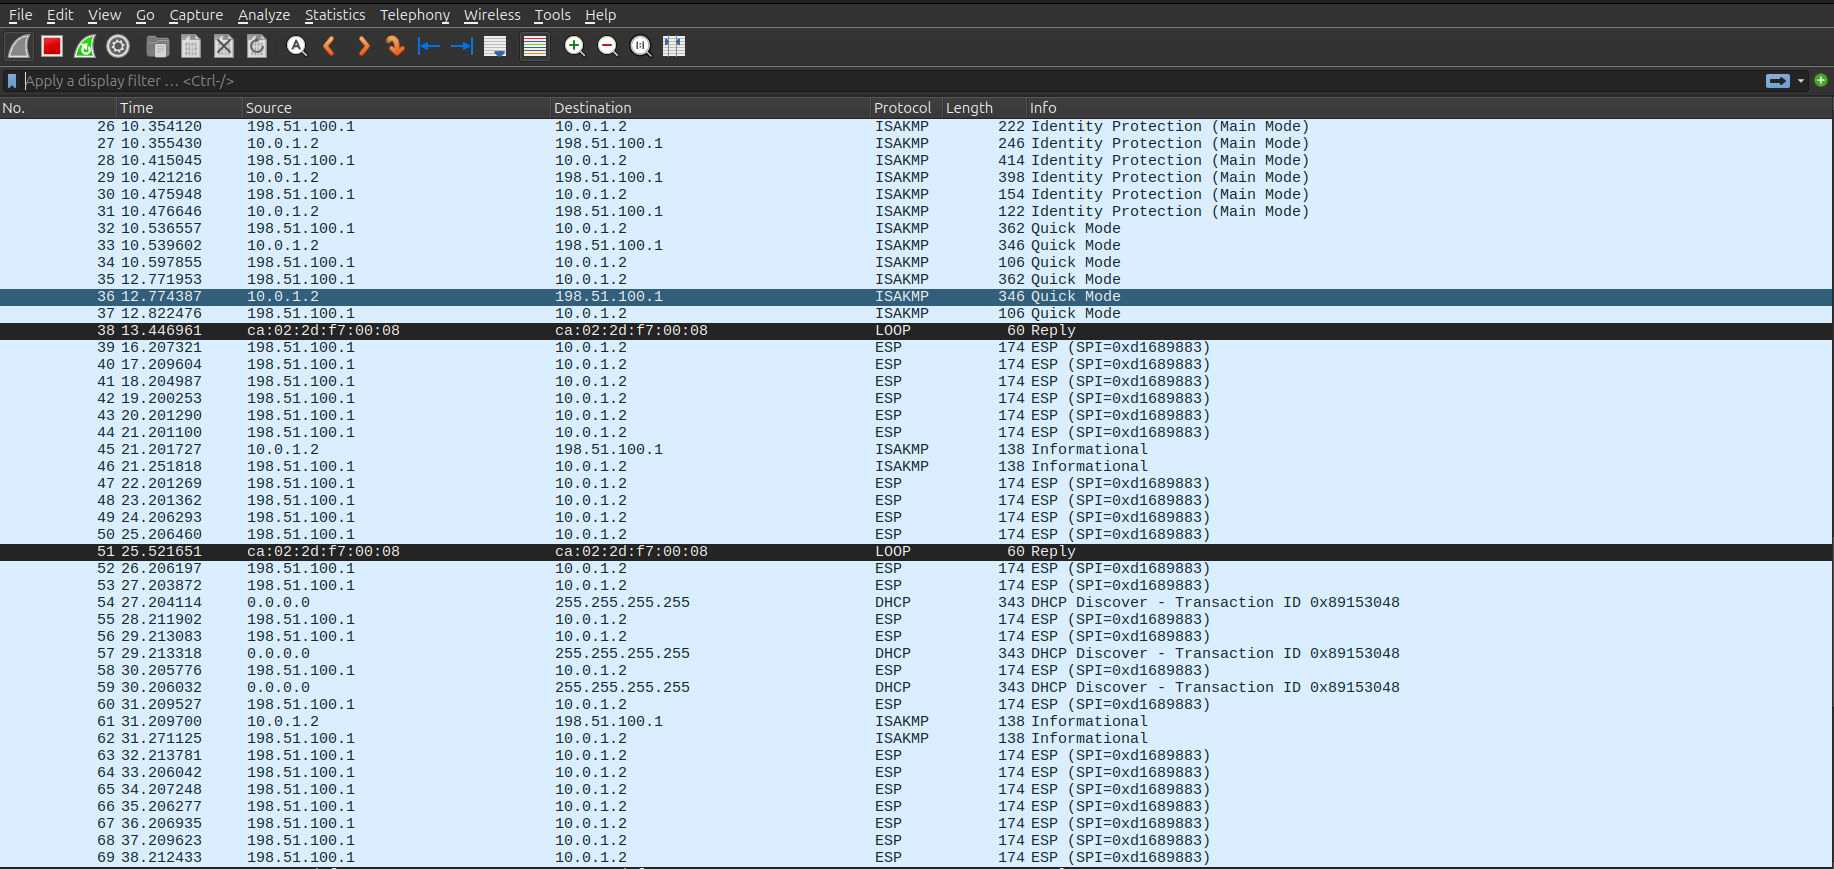 File Edit View Go Capture Analyze Statistics Telephony Wireless Tools Help
Apply a display filter … <Ctrl-/>
No. Time Source Destination Protocol Length Info
26 10.354120 198.51.100.1 10.0.1.2 ISAKMP 222 Identity Protection (Main Mode)
27 10.355430 10.0.1.2 198.51.100.1 ISAKMP 246 Identity Protection (Main Mode)
28 10.415045 198.51.100.1 10.0.1.2 ISAKMP 414 Identity Protection (Main Mode)
29 10.421216 10.0.1.2 198.51.100.1 ISAKMP 398 Identity Protection (Main Mode)
30 10.475948 198.51.100.1 10.0.1.2 ISAKMP 154 Identity Protection (Main Mode)
31 10.476646 10.0.1.2 198.51.100.1 ISAKMP 122 Identity Protection (Main Mode)
32 10.536557 198.51.100.1 10.0.1.2 ISAKMP 362 Quick Mode
33 10.539602 10.0.1.2 198.51.100.1 ISAKMP 346 Quick Mode
34 10.597855 198.51.100.1 10.0.1.2 ISAKMP 106 Quick Mode
35 12.771953 198.51.100.1 10.0.1.2 ISAKMP 362 Quick Mode
36 12.774387 10.0.1.2 198.51.100.1 ISAKMP 346 Quick Mode
37 12.822476 198.51.100.1 10.0.1.2 ISAKMP 106 Quick Mode
38 13.446961 ca:02:2d:f7:00:08 ca:02:2d:f7:00:08 LOOP 60 Reply
39 16.207321 198.51.100.1 10.0.1.2 ESP 174 ESP (SPI=0xd1689883)
40 17.209604 198.51.100.1 10.0.1.2 ESP 174 ESP (SPI=0xd1689883)
41 18.204987 198.51.100.1 10.0.1.2 ESP 174 ESP (SPI=0xd1689883)
42 19.200253 198.51.100.1 10.0.1.2 ESP 174 ESP (SPI=0xd1689883)
43 20.201290 198.51.100.1 10.0.1.2 ESP 174 ESP (SPI=0xd1689883)
44 21.201100 198.51.100.1 10.0.1.2 ESP 174 ESP (SPI=0xd1689883)
45 21.201727 10.0.1.2 198.51.100.1 ISAKMP 138 Informational
46 21.251818 198.51.100.1 10.0.1.2 ISAKMP 138 Informational
47 22.201269 198.51.100.1 10.0.1.2 ESP 174 ESP (SPI=0xd1689883)
48 23.201362 198.51.100.1 10.0.1.2 ESP 174 ESP (SPI=0xd1689883)
49 24.206293 198.51.100.1 10.0.1.2 ESP 174 ESP (SPI=0xd1689883)
50 25.206460 198.51.100.1 10.0.1.2 ESP 174 ESP (SPI=0xd1689883)
51 25.521651 ca:02:2d:f7:00:08 ca:02:2d:f7:00:08 LOOP 60 Reply
52 26.206197 198.51.100.1 10.0.1.2 ESP 174 ESP (SPI=0xd1689883)
53 27.203872 198.51.100.1 10.0.1.2 ESP 174 ESP (SPI=0xd1689883)
54 27.204114 0.0.0.0 255.255.255.255 DHCP 343 DHCP Discover - Transaction ID 0x89153048
55 28.211902 198.51.100.1 10.0.1.2 ESP 174 ESP (SPI=0xd1689883)
56 29.213083 198.51.100.1 10.0.1.2 ESP 174 ESP (SPI=0xd1689883)
57 29.213318 0.0.0.0 255.255.255.255 DHCP 343 DHCP Discover - Transaction ID 0x89153048
58 30.205776 198.51.100.1 10.0.1.2 ESP 174 ESP (SPI=0xd1689883)
59 30.206032 0.0.0.0 255.255.255.255 DHCP 343 DHCP Discover - Transaction ID 0x89153048
60 31.209527 198.51.100.1 10.0.1.2 ESP 174 ESP (SPI=0xd1689883)
61 31.209700 10.0.1.2 198.51.100.1 ISAKMP 138 Informational
62 31.271125 198.51.100.1 10.0.1.2 ISAKMP 138 Informational
63 32.213781 198.51.100.1 10.0.1.2 ESP 174 ESP (SPI=0xd1689883)
64 33.206042 198.51.100.1 10.0.1.2 ESP 174 ESP (SPI=0xd1689883)
65 34.207248 198.51.100.1 10.0.1.2 ESP 174 ESP (SPI=0xd1689883)
66 35.206277 198.51.100.1 10.0.1.2 ESP 174 ESP (SPI=0xd1689883)
67 36.206935 198.51.100.1 10.0.1.2 ESP 174 ESP (SPI=0xd1689883)
68 37.209623 198.51.100.1 10.0.1.2 ESP 174 ESP (SPI=0xd1689883)
69 38.212433 198.51.100.1 10.0.1.2 ESP 174 ESP (SPI=0xd1689883)